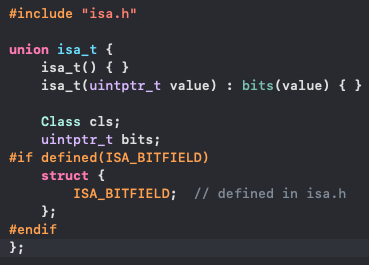 #include "isa.h"
union isa_t {
isa_t() { }
isa_t(uintptr_t value) : bits(value) { }
Class cls;
uintptr_t bits;
#if defined(ISA_BITFIELD)
struct {
ISA_BITFIELD;  // defined in isa.h
};
#endif
};